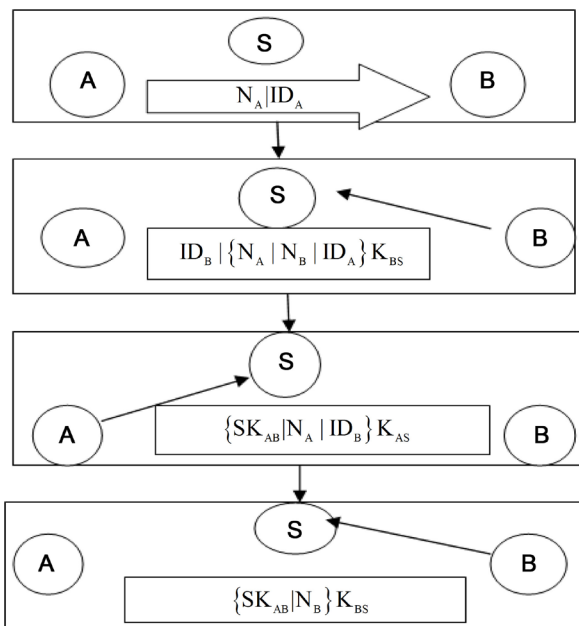 S
A
B
N_A|ID_A
S
A
B
ID_B | {N_A | N_B | ID_A} K_BS
S
A
B
{SK_AB|N_A | ID_B} K_AS
S
A
B
{SK_AB|N_B} K_BS